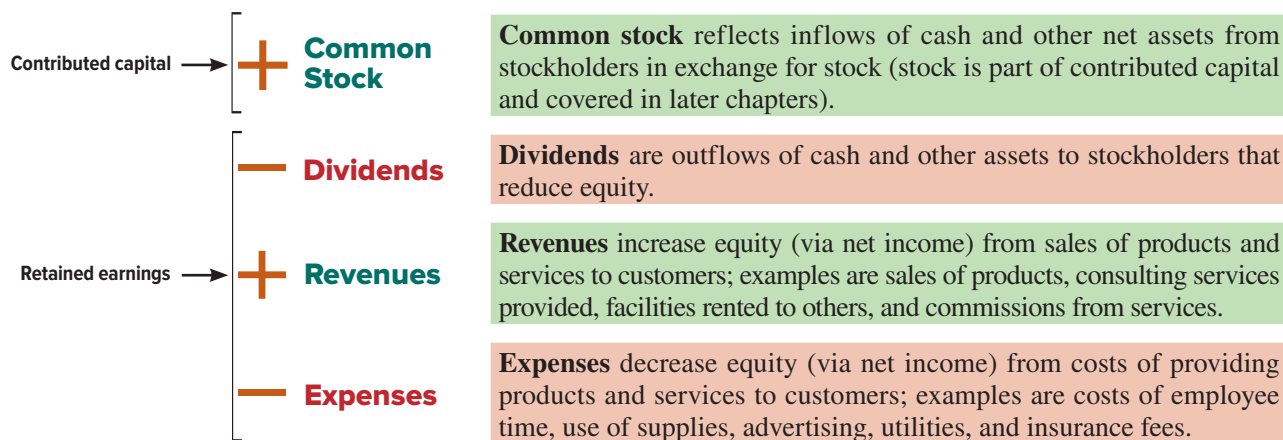 Contributed capital
Common
Stock
Common stock reflects inflows of cash and other net assets from
stockholders in exchange for stock (stock is part of contributed capital
and covered in later chapters).
Dividends
Dividends are outflows of cash and other assets to stockholders that
reduce equity.
Retained earnings
Revenues
Revenues increase equity (via net income) from sales of products and
services to customers; examples are sales of products, consulting services
provided, facilities rented to others, and commissions from services.
Expenses
Expenses decrease equity (via net income) from costs of providing
products and services to customers; examples are costs of employee
time, use of supplies, advertising, utilities, and insurance fees.